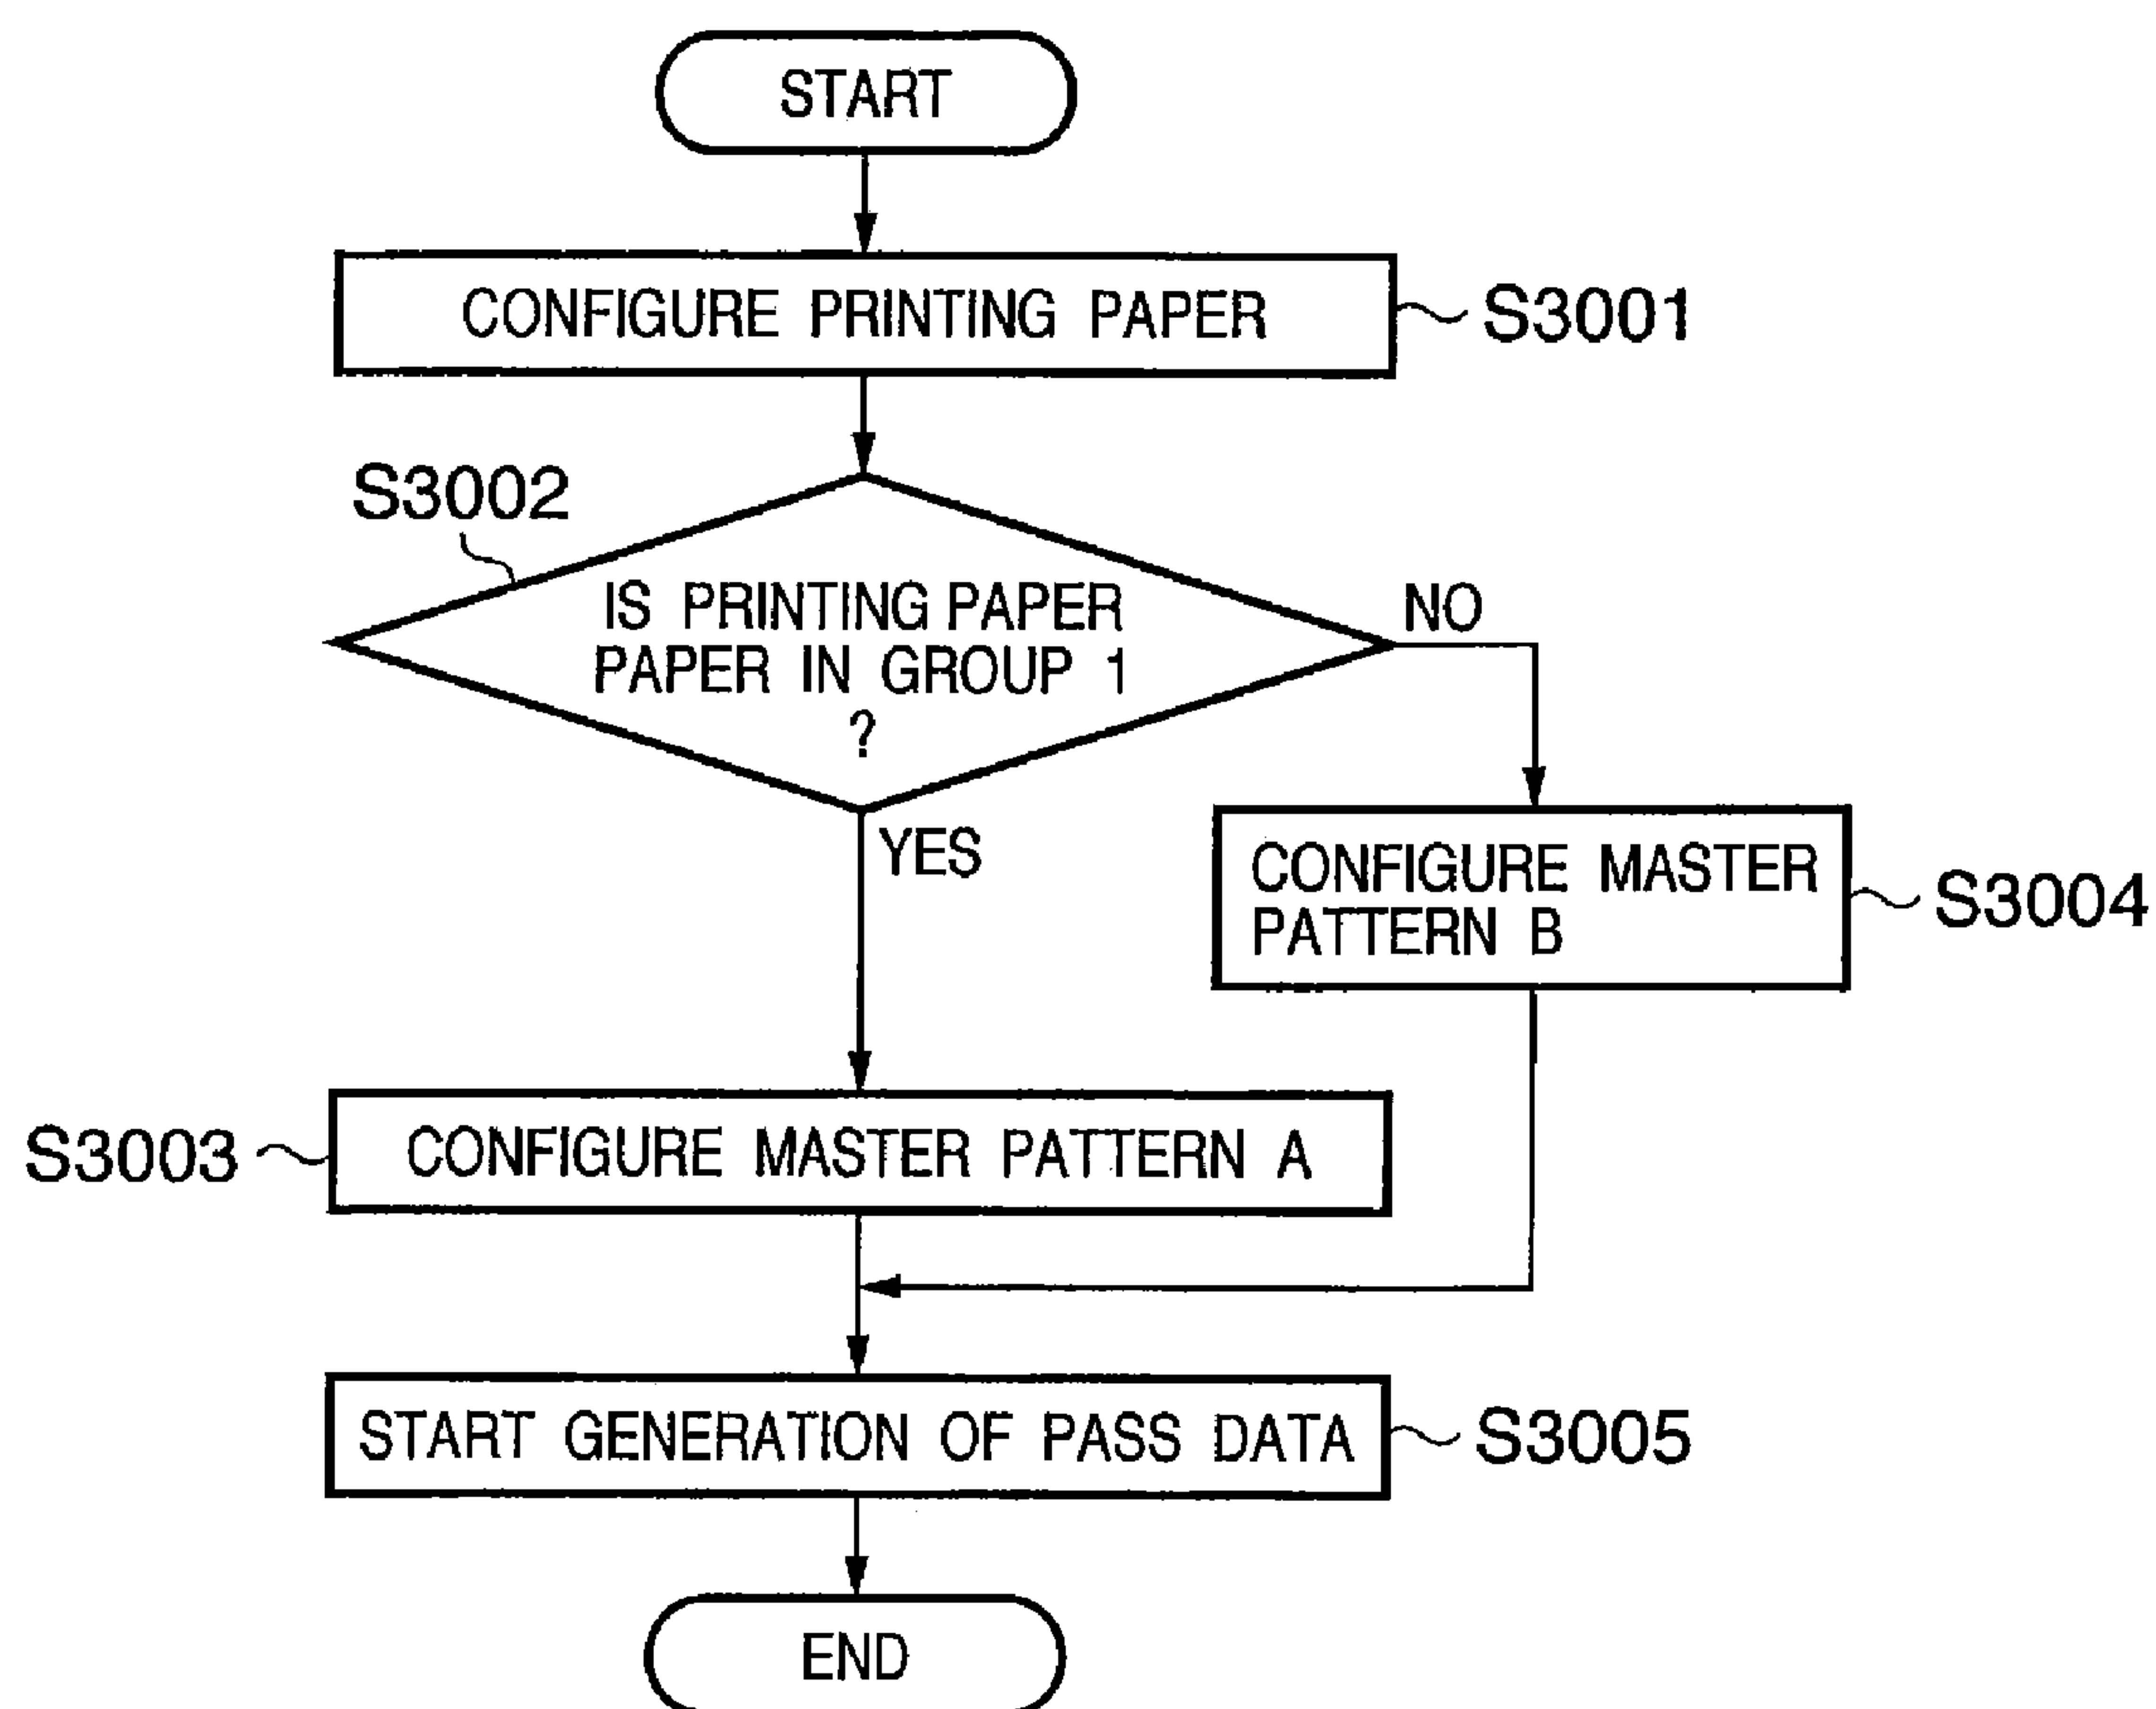 START
CONFIGURE PRINTING PAPER
S3001
S3002
IS PRINTING PAPER
PAPER IN GROUP 1
?
NO
YES
CONFIGURE MASTER
PATTERN B
S3004
S3003
CONFIGURE MASTER PATTERN A
START GENERATION OF PASS DATA
S3005
END